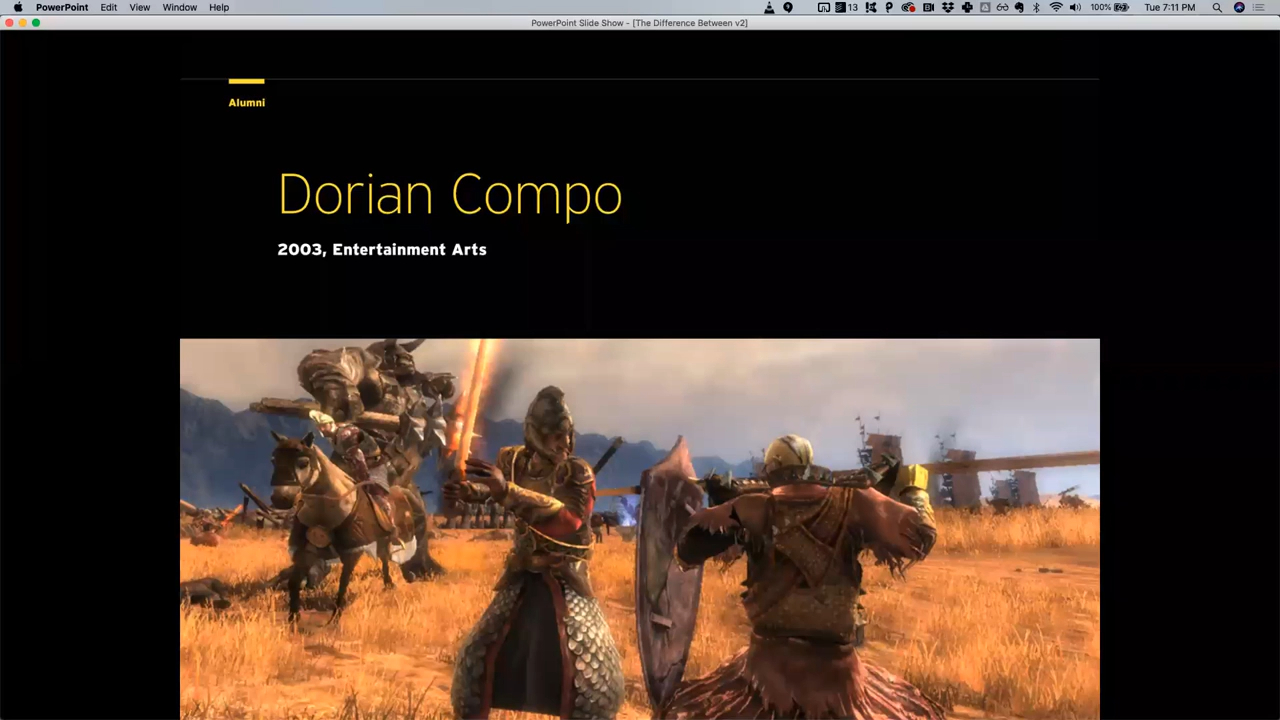 PowerPoint Edit View Window Help 13 100% Tue 7:11 PM
PowerPoint Slide Show - [The Difference Between v2]
Alumni
Dorian Compo
2003, Entertainment Arts